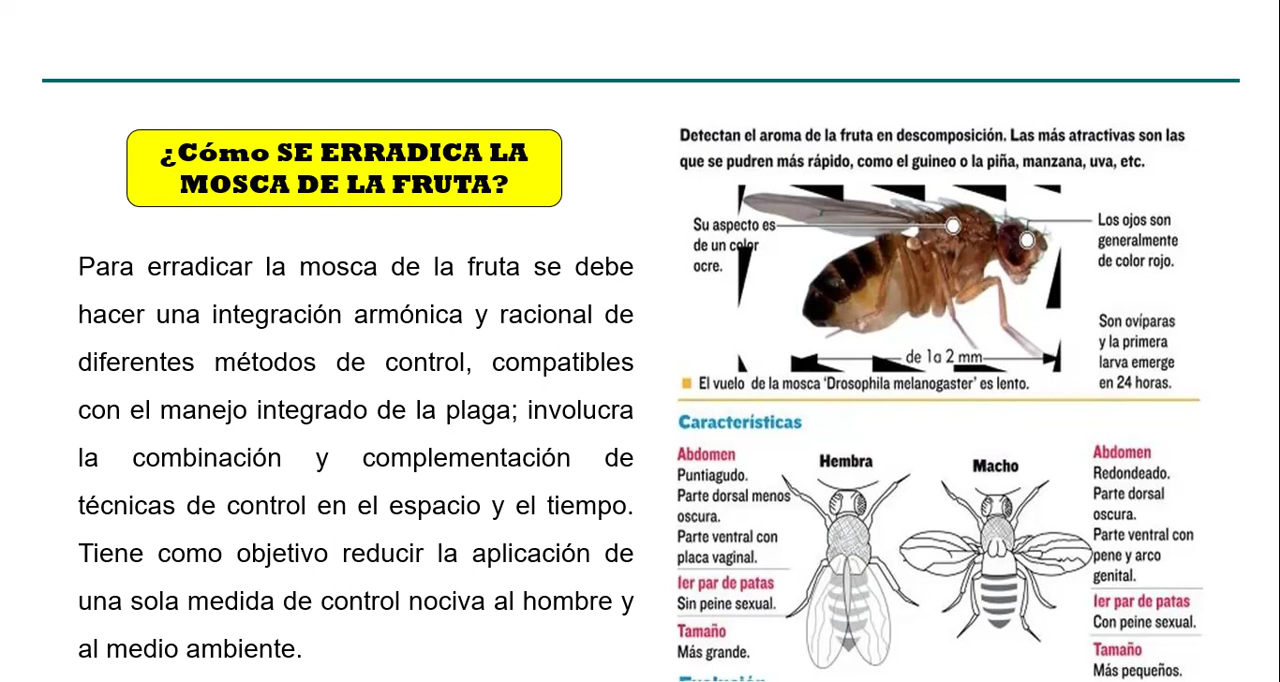 ¿Cómo SE ERRADICA LA
MOSCA DE LA FRUTA?
Para erradicar la mosca de la fruta se debe
hacer una integración armónica y racional de
diferentes métodos de control, compatibles
con el manejo integrado de la plaga; involucra
la combinación y complementación de
técnicas de control en el espacio y el tiempo.
Tiene como objetivo reducir la aplicación de
una sola medida de control nociva al hombre y
al medio ambiente.
Detectan el aroma de la fruta en descomposición. Las más atractivas son las
que se pudren más rápido, como el guineo o la piña, manzana, uva, etc.
Su aspecto es
de un color
ocre.
Los ojos son
generalmente
de color rojo.
Son ovíparas
y la primera
larva emerge
en 24 horas.
de 1a 2 mm
El vuelo de la mosca ‘Drosophila melanogaster’ es lento.
Características
Hembra
Abdomen
Puntiagudo.
Parte dorsal menos
oscura.
Parte ventral con
placa vaginal.
Ier par de patas
Sin peine sexual.
Tamaño
Más grande.
Macho
Abdomen
Redondeado.
Parte dorsal
oscura.
Parte ventral con
pene y arco
genital.
Ier par de patas
Con peine sexual.
Tamaño
Más pequeños.